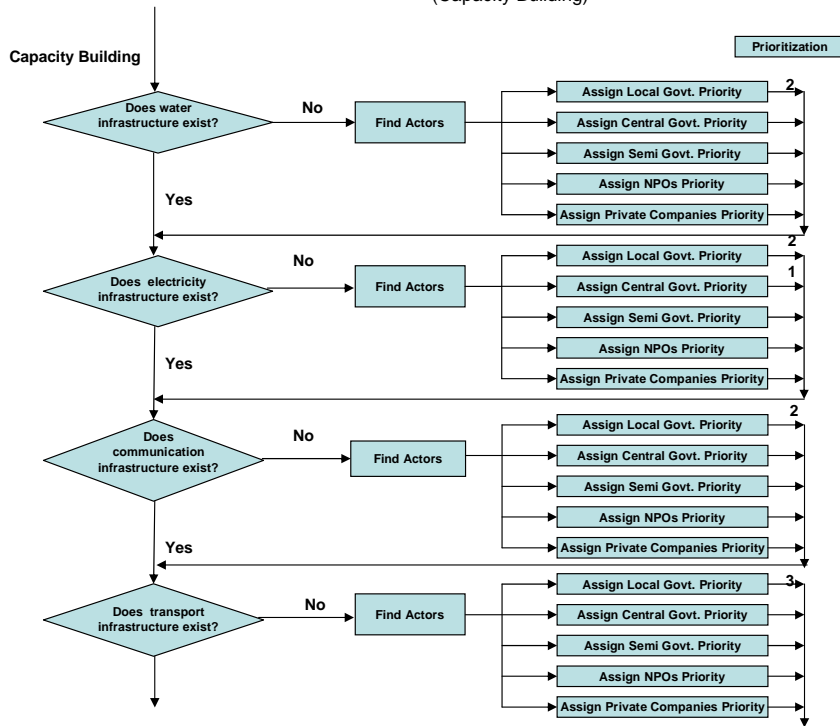 (Capacity Building)
Prioritization
Capacity Building
Does water
infrastructure exist?
No
Find Actors
Assign Local Govt. Priority
2
Assign Central Govt. Priority
Assign Semi Govt. Priority
Assign NPOs Priority
Assign Private Companies Priority
Yes
Does electricity
infrastructure exist?
No
Find Actors
Assign Local Govt. Priority
2
Assign Central Govt. Priority
1
Assign Semi Govt. Priority
Assign NPOs Priority
Assign Private Companies Priority
Yes
Does
communication
infrastructure exist?
No
Find Actors
Assign Local Govt. Priority
2
Assign Central Govt. Priority
Assign Semi Govt. Priority
Assign NPOs Priority
Assign Private Companies Priority
Yes
Does transport
infrastructure exist?
No
Find Actors
Assign Local Govt. Priority
3
Assign Central Govt. Priority
Assign Semi Govt. Priority
Assign NPOs Priority
Assign Private Companies Priority